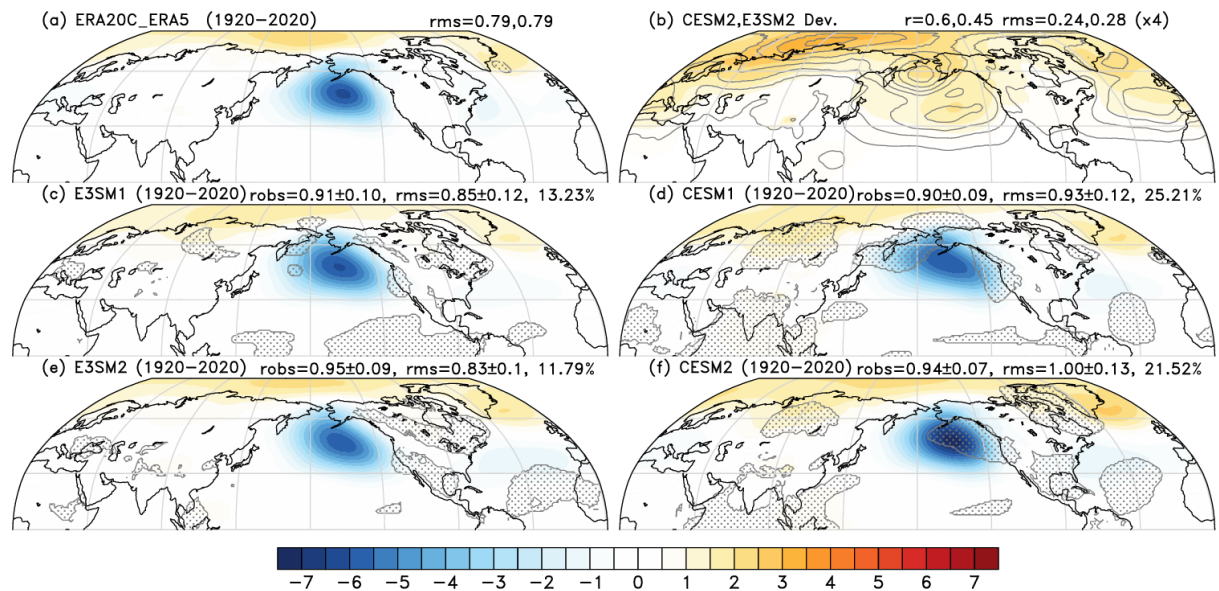 (a) ERA20C_ERA5 (1920-2020) rms=0.79,0.79
(b) CESM2,E3SM2 Dev. r=0.6,0.45 rms=0.24,0.28 (x4)
(c) E3SM1 (1920-2020) robs=0.91±0.10, rms=0.85±0.12, 13.23%
(d) CESM1 (1920-2020) robs=0.90±0.09, rms=0.93±0.12, 25.21%
(e) E3SM2 (1920-2020) robs=0.95±0.09, rms=0.83±0.1, 11.79%
(f) CESM2 (1920-2020) robs=0.94±0.07, rms=1.00±0.13, 21.52%
-7 -6 -5 -4 -3 -2 -1 0 1 2 3 4 5 6 7